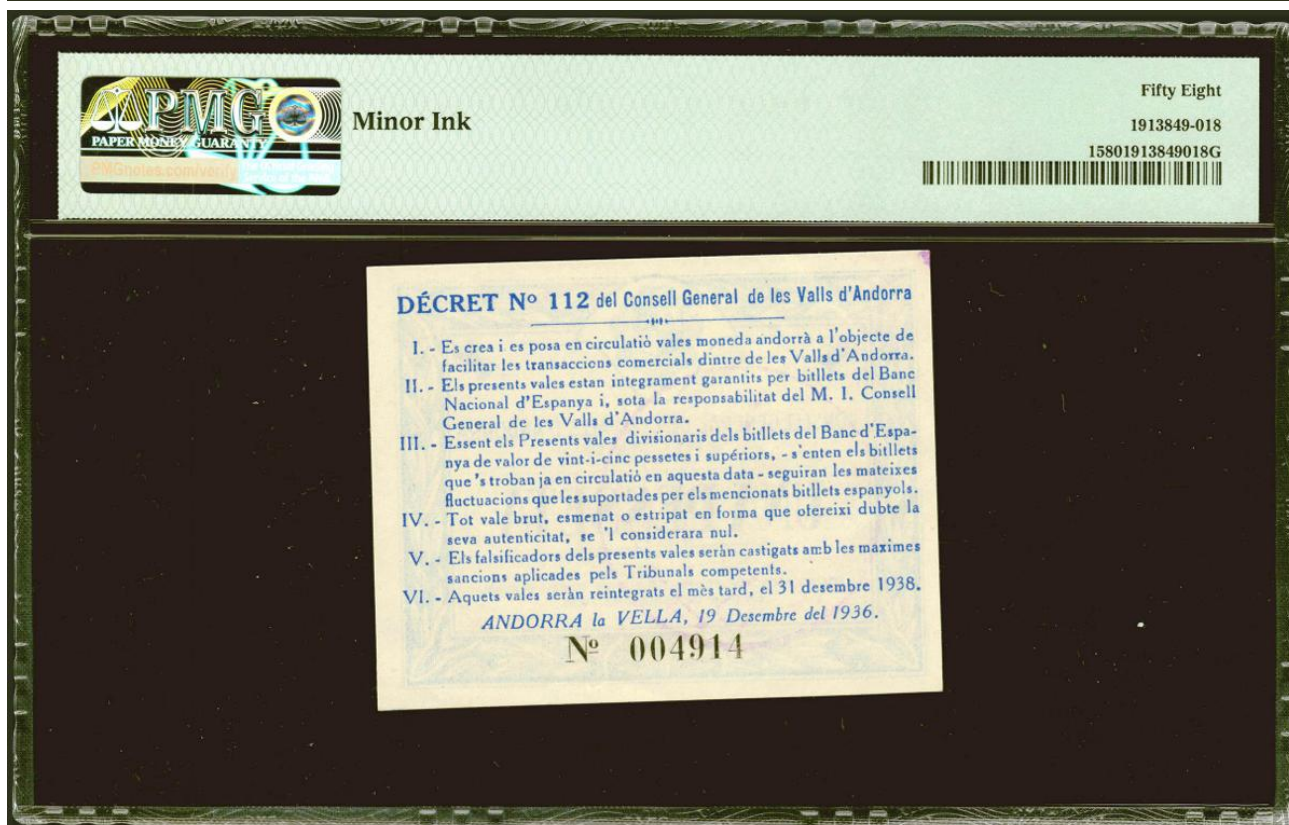 PMG
PAPER MONEY GUARANTY
PMGnotes.com/verify
Minor Ink
Fifty Eight
1913849-018
15801913849018G
DÉCRET Nº 112 del Consell General de les Valls d'Andorra
I. - Es crea i es posa en circulatiò vales moneda andorrà a l'objecte de
facilitar les transaccions comercials dintre de les Valls d'Andorra.
II. - Els presents vales estan integrament garantits per bitllets del Banc
Nacional d'Espanya i, sota la responsabilitat del M. I. Consell
General de les Valls d'Andorra.
III. - Essent els Presents vales divisionaris dels bitllets del Banc d'Espa-
nya de valor de vint-i-cinc pessetes i supériors, - s'enten els bitllets
que 's troban ja en circulatiò en aquesta data - seguiran les mateixes
fluctuacions que les suportades per els mencionats bitllets espanyols.
IV. - Tot vale brut, esmenat o estripat en forma que ofereixi dubte la
seva autenticitat, se 'l considerara nul.
V. - Els falsificadors dels presents vales seràn castigats amb les maximes
sancions aplicades pels Tribunals competents.
VI. - Aquets vales seràn reintegrats el mès tard, el 31 desembre 1938.
ANDORRA la VELLA, 19 Desembre del 1936.
Nº 004914